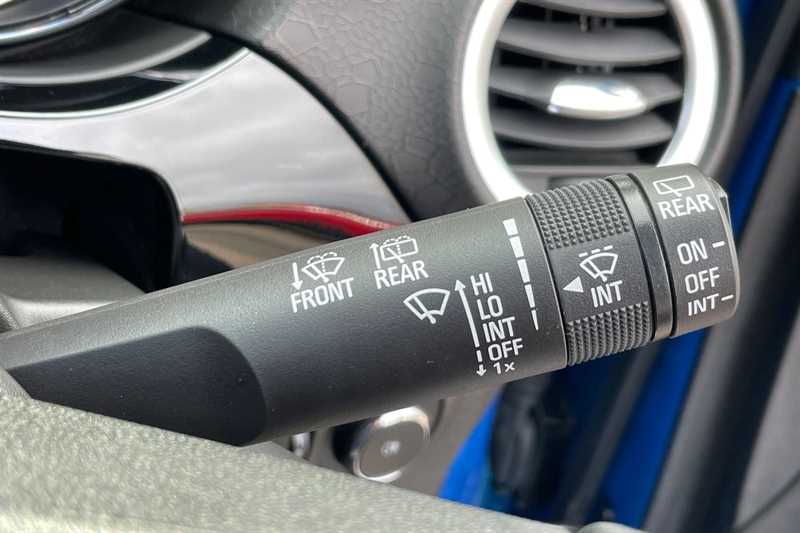 FRONT
REAR
HI
LO
INT
OFF
1x
INT
REAR
ON
OFF
INT